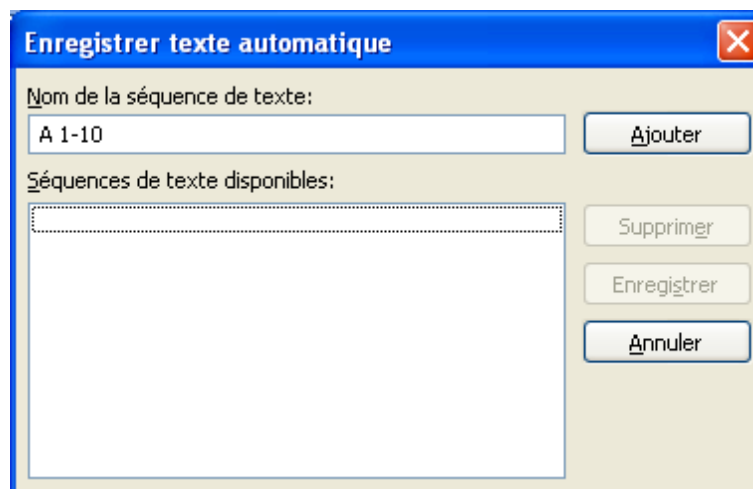 Enregistrer texte automatique
Nom de la séquence de texte:
A 1-10
Ajouter
Séquences de texte disponibles:
Supprimer
Enregistrer
Annuler